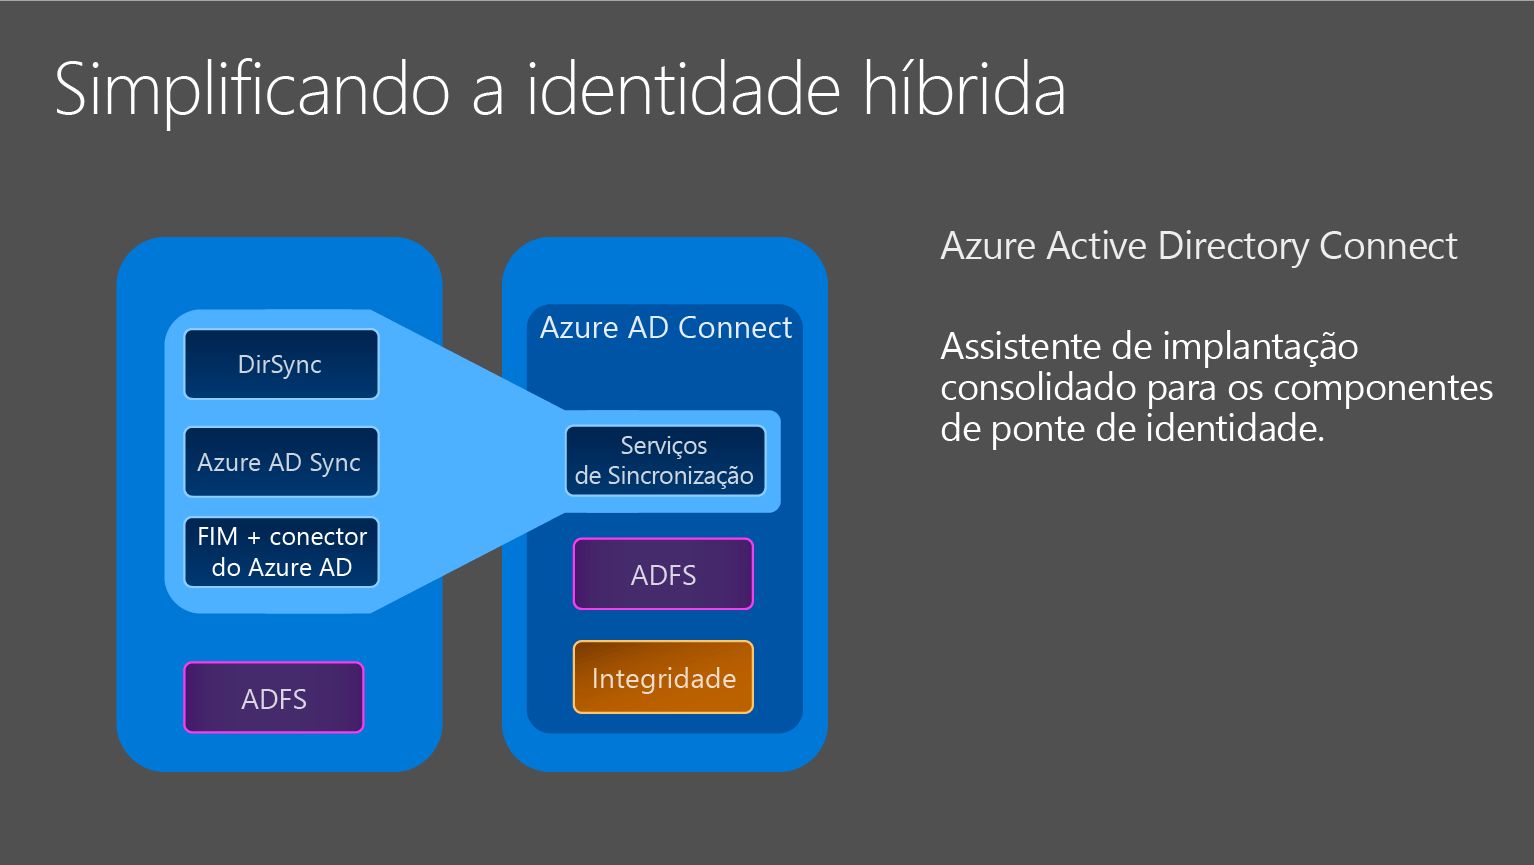 Simplificando a identidade híbrida
DirSync
Azure AD Sync
FIM + conector
do Azure AD
ADFS
Azure AD Connect
Serviços
de Sincronização
ADFS
Integridade
Azure Active Directory Connect
Assistente de implantação
consolidado para os componentes
de ponte de identidade.